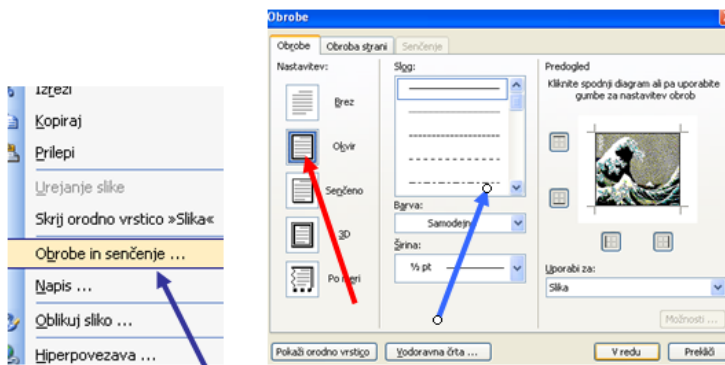 Izreži
Kopiraj
Prilepi
Urejanje slike
Skrij orodno vrstico »Slika«
Obrobe in senčenje ...
Napis ...
Oblikuj sliko ...
Hiperpovezava ...
Obrobe
Obrobe
Obroba strani
Senčenje
Nastavitev:
Brez
Okvir
Senčeno
3D
Po meri
Slog:
Barva:
Samodejno
Širina:
½ pt
Predogled
Kliknite spodnji diagram ali pa uporabite
gumbe za nastavitev obrob
Uporabi za:
Slika
Možnosti ...
Pokaži orodno vrstico
Vodoravna črta ...
V redu
Prekliči